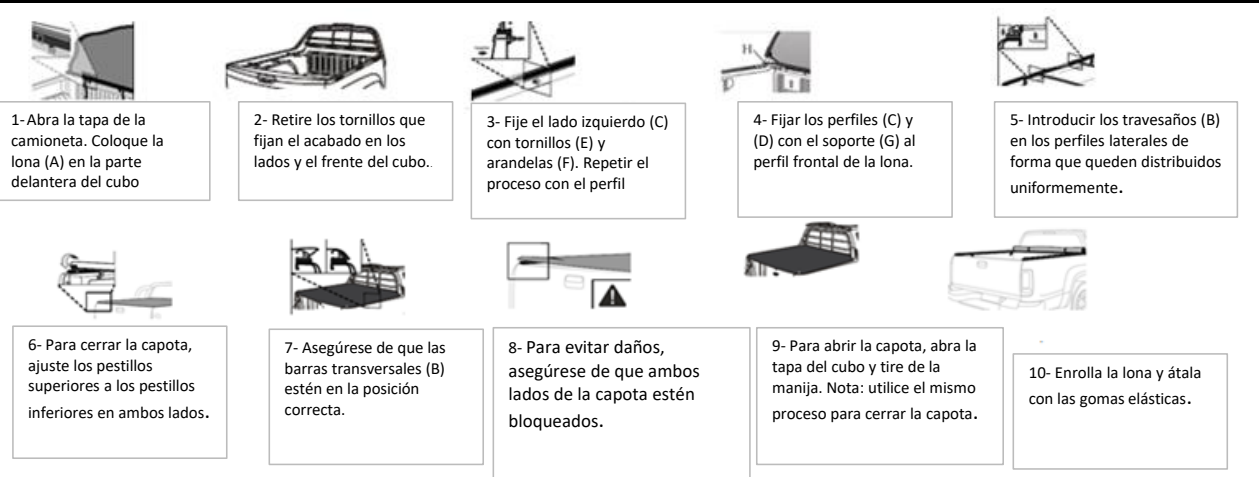 1- Abra la tapa de la
camioneta. Coloque la
lona (A) en la parte
delantera del cubo
2- Retire los tornillos que
fijan el acabado en los
lados y el frente del cubo..
3- Fije el lado izquierdo (C)
con tornillos (E) y
arandelas (F). Repetir el
proceso con el perfil
H
4- Fijar los perfiles (C) y
(D) con el soporte (G) al
perfil frontal de la lona.
5- Introducir los travesaños (B)
en los perfiles laterales de
forma que queden distribuidos
uniformemente.
6- Para cerrar la capota,
ajuste los pestillos
superiores a los pestillos
inferiores en ambos lados.
7- Asegúrese de que las
barras transversales (B)
estén en la posición
correcta.
8- Para evitar daños,
asegúrese de que ambos
lados de la capota estén
bloqueados.
9- Para abrir la capota, abra la
tapa del cubo y tire de la
manija. Nota: utilice el mismo
proceso para cerrar la capota.
10- Enrolla la lona y átala
con las gomas elásticas.